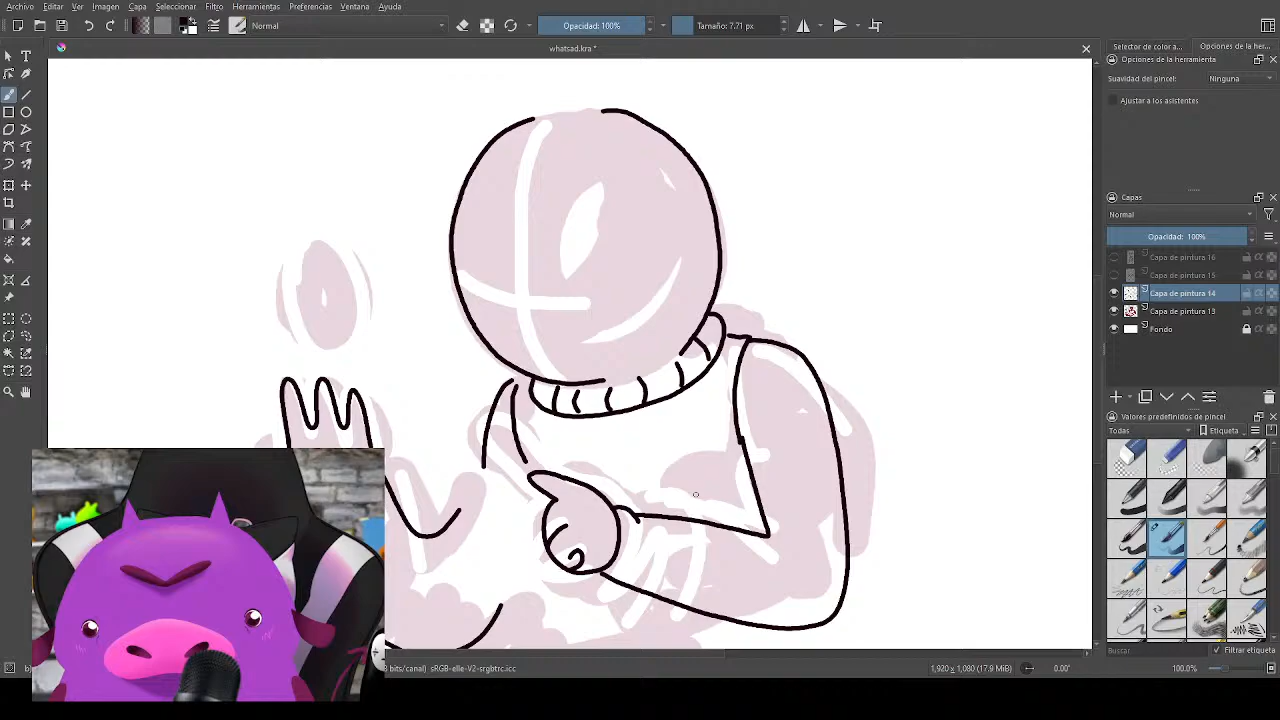 Archivo Editar Ver Imagen Capa Seleccionar Filtro Herramientas Preferencias Ventana Ayuda
Normal
Opacidad: 100%
Tamaño: 7.71 px
whatsad.kra *
Selector de color a...
Opciones de la her...
Opciones de la herramienta
Suavidad del pincel: Ninguna
Ajustar a los asistentes
Capas
Normal
Opacidad: 100%
Capa de pintura 16
Capa de pintura 15
Capa de pintura 14
Capa de pintura 13
Fondo
Valores predefinidos de pincel
Todas
Etiqueta
Buscar
Filtrar etiqueta
bits/canal) sRGB-elle-V2-srgbtrc.icc
1,920 x 1,080 (17.9 MiB)
0.00°
100.0%